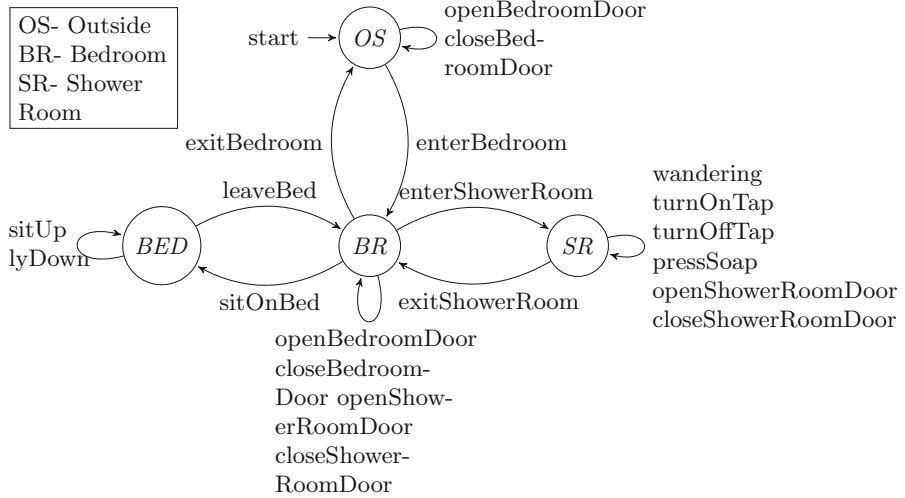 OS- Outside
BR- Bedroom
SR- Shower
Room
start
OS
openBedroomDoor
closeBed-
roomDoor
exitBedroom
enterBedroom
leaveBed
enterShowerRoom
wandering
turnOnTap
turnOffTap
pressSoap
openShowerRoomDoor
closeShowerRoomDoor
sitUp
lyDown
BED
BR
SR
sitOnBed
exitShowerRoom
openBedroomDoor
closeBedroom-
Door openShow-
erRoomDoor
closeShower-
RoomDoor